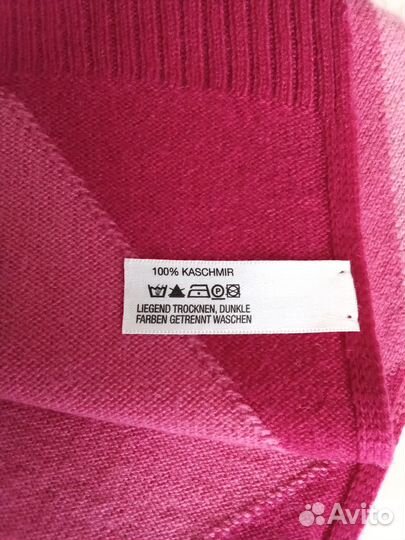 100% KASCHMIR
LIEGEND TROCKNEN, DUNKLE
FARBEN GETRENNT WASCHEN
Avito